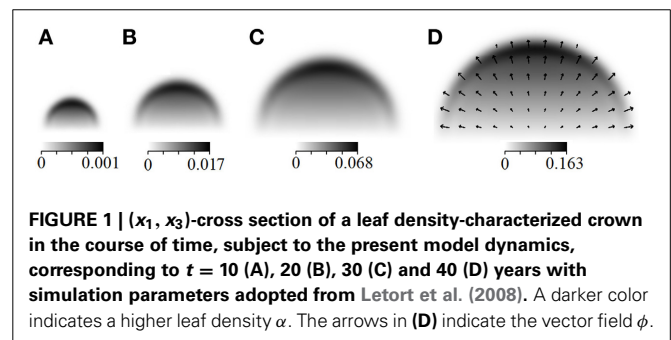 A B C D
0 0.001 0 0.017 0 0.068 0 0.163
FIGURE 1 | (x₁, x₃)-cross section of a leaf density-characterized crown
in the course of time, subject to the present model dynamics,
corresponding to t = 10 (A), 20 (B), 30 (C) and 40 (D) years with
simulation parameters adopted from Letort et al. (2008). A darker color
indicates a higher leaf density α. The arrows in (D) indicate the vector field ϕ.